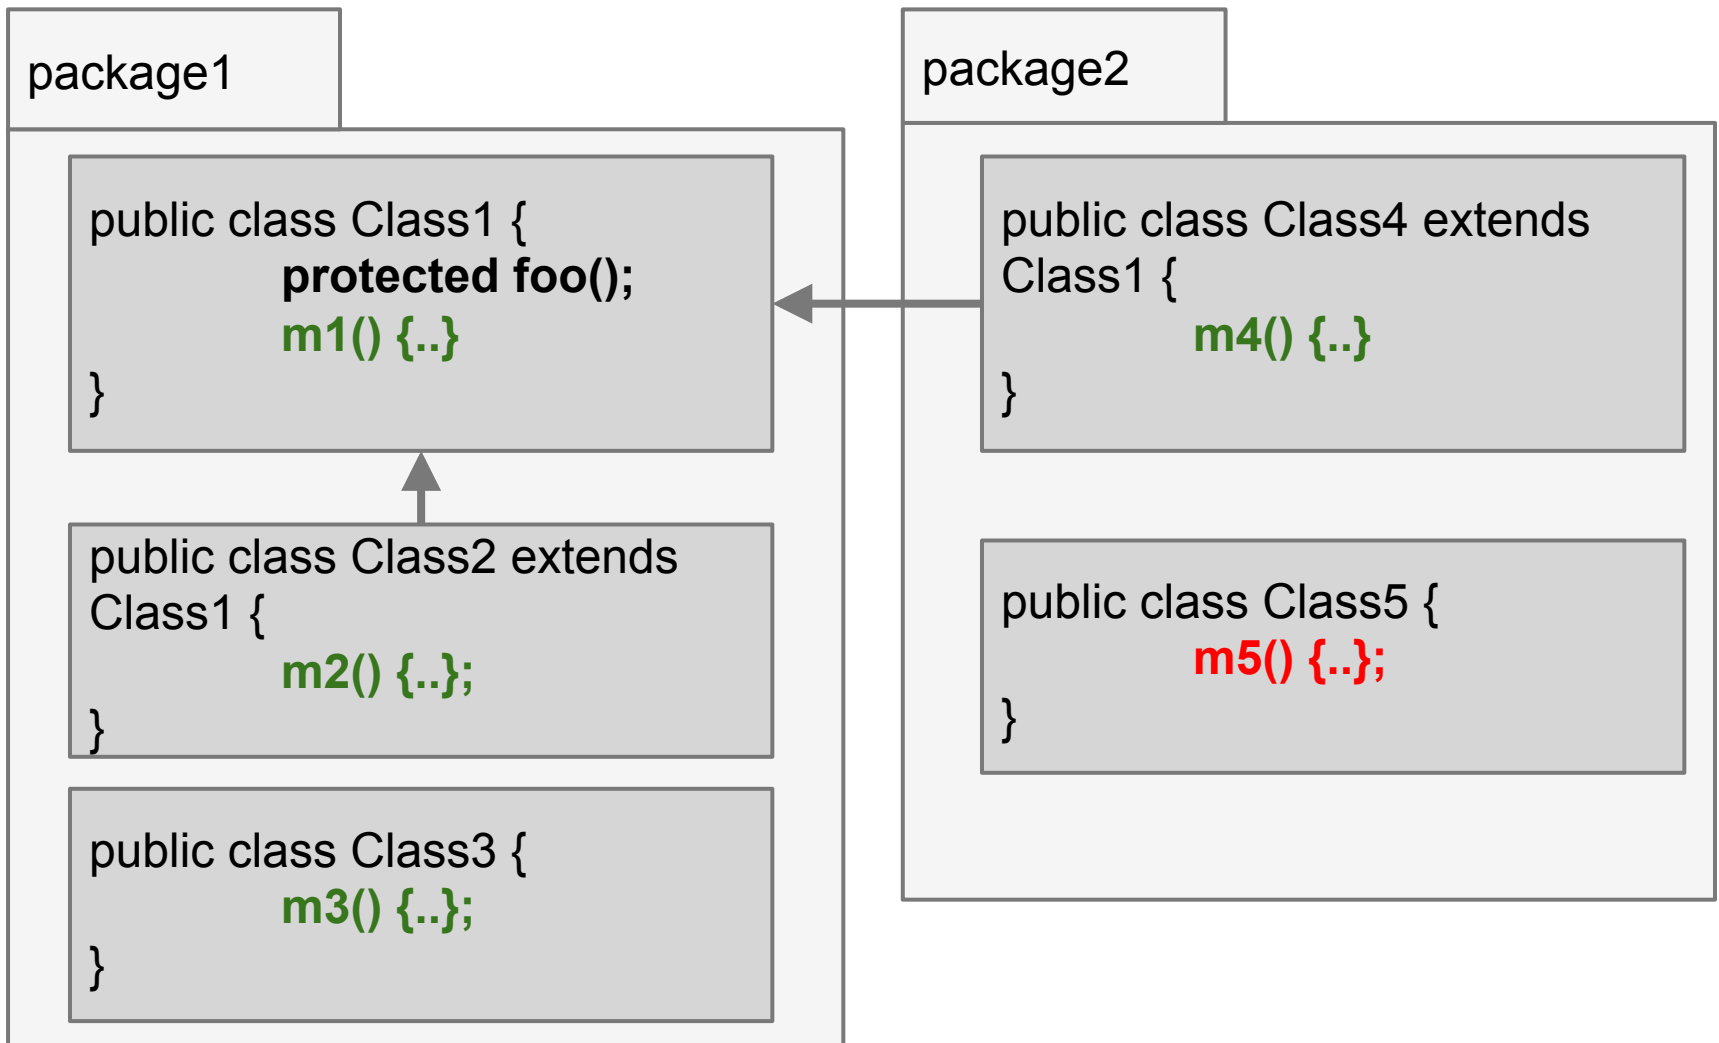 package1
public class Class1 {
protected foo();
m1() {..}
}
public class Class2 extends
Class1 {
m2() {..};
}
public class Class3 {
m3() {..};
}
package2
public class Class4 extends
Class1 {
m4() {..}
}
public class Class5 {
m5() {..};
}